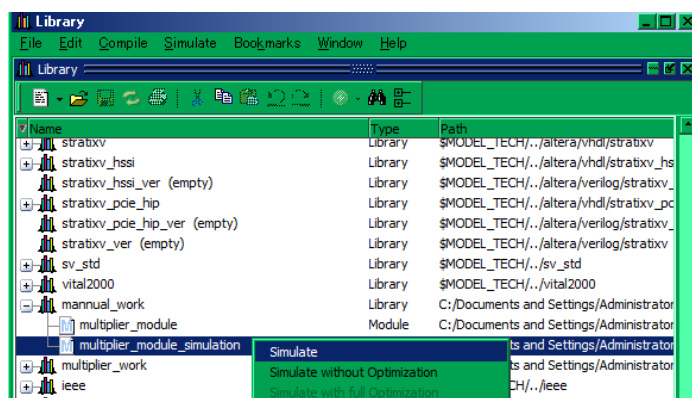 Library
File Edit Compile Simulate Bookmarks Window Help
Library
Name Type Path
stratixv Library $MODEL_TECH/../altera/vhdl/stratixv
stratixv_hssi Library $MODEL_TECH/../altera/vhdl/stratixv_hs
stratixv_hssi_ver (empty) Library $MODEL_TECH/../altera/verilog/stratixv_
stratixv_pcie_hip Library $MODEL_TECH/../altera/vhdl/stratixv_pc
stratixv_pcie_hip_ver (empty) Library $MODEL_TECH/../altera/verilog/stratixv_
stratixv_ver (empty) Library $MODEL_TECH/../altera/verilog/stratixv
sv_std Library $MODEL_TECH/../sv_std
vital2000 Library $MODEL_TECH/../vital2000
mannual_work Library C:/Documents and Settings/Administrator
multiplier_module Module C:/Documents and Settings/Administrator
multiplier_module_simulation Simulate ts and Settings/Administrator
multiplier_work Simulate without Optimization ts and Settings/Administrator
ieee Simulate with full Optimization CH/../ieee